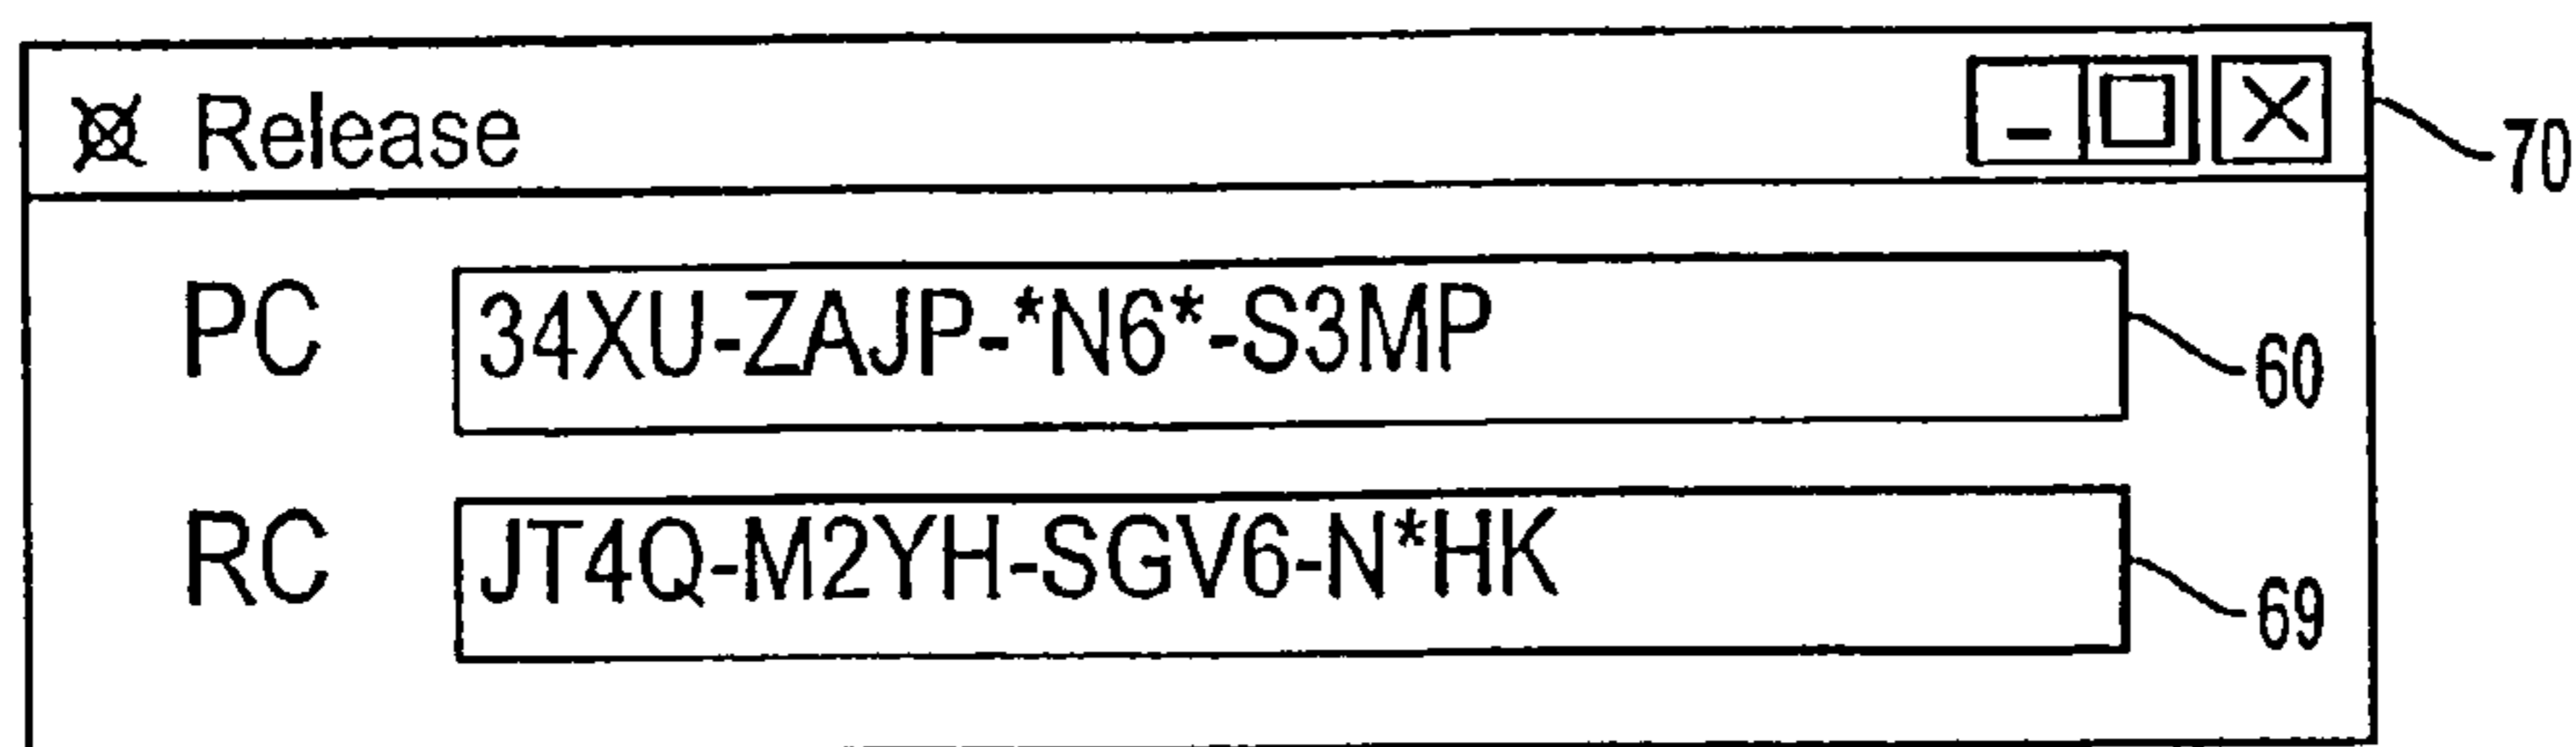 Release
70
PC 34XU-ZAJP-*N6*-S3MP
60
RC JT4Q-M2YH-SGV6-N*HK
69